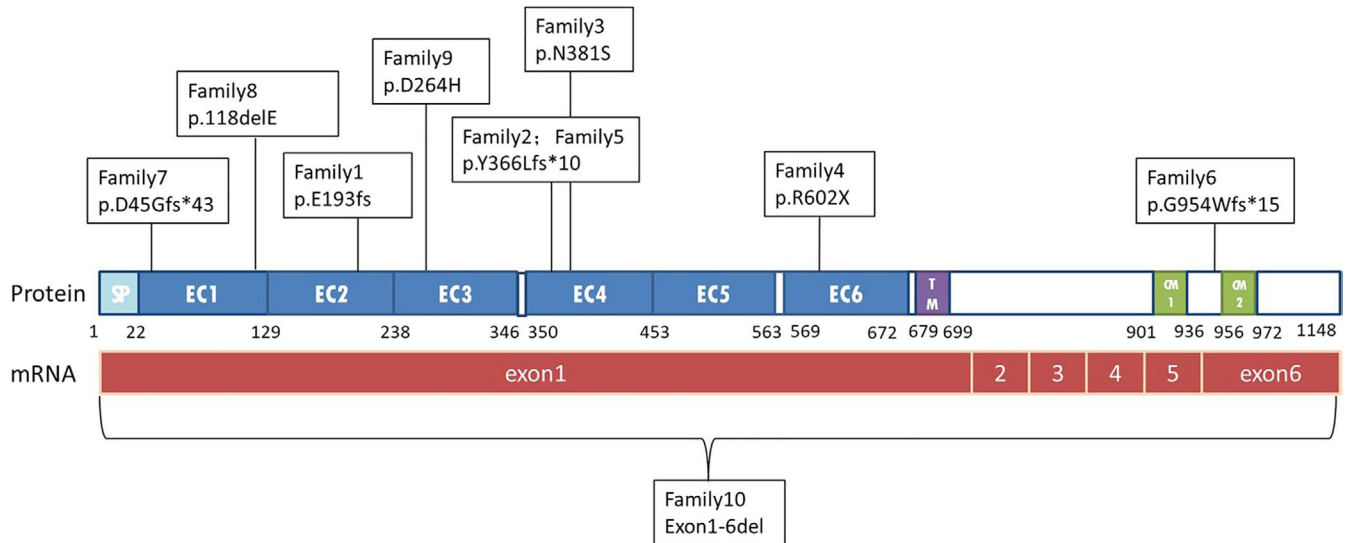 Family3
p.N381S
Family9
p.D264H
Family8
p.118delE
Family2；Family5
p.Y366Lfs*10
Family7
p.D45Gfs*43
Family1
p.E193fs
Family4
p.R602X
Family6
p.G954Wfs*15
Protein SP EC1 EC2 EC3 EC4 EC5 EC6 TM CM1 CM2
1 22 129 238 346 350 453 563 569 672 679 699 901 936 956 972 1148
mRNA exon1 2 3 4 5 exon6
Family10
Exon1-6del